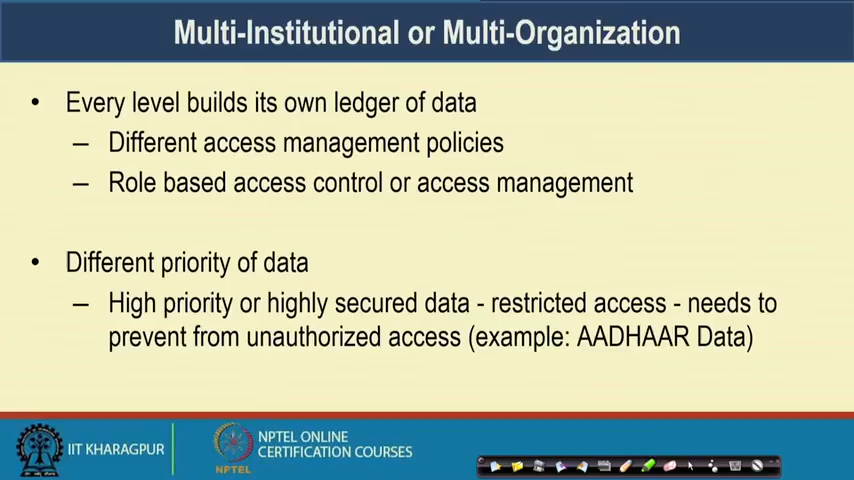 Multi-Institutional or Multi-Organization
• Every level builds its own ledger of data
– Different access management policies
– Role based access control or access management
• Different priority of data
– High priority or highly secured data - restricted access - needs to
prevent from unauthorized access (example: AADHAAR Data)
IIT KHARAGPUR
NPTEL
NPTEL ONLINE
CERTIFICATION COURSES